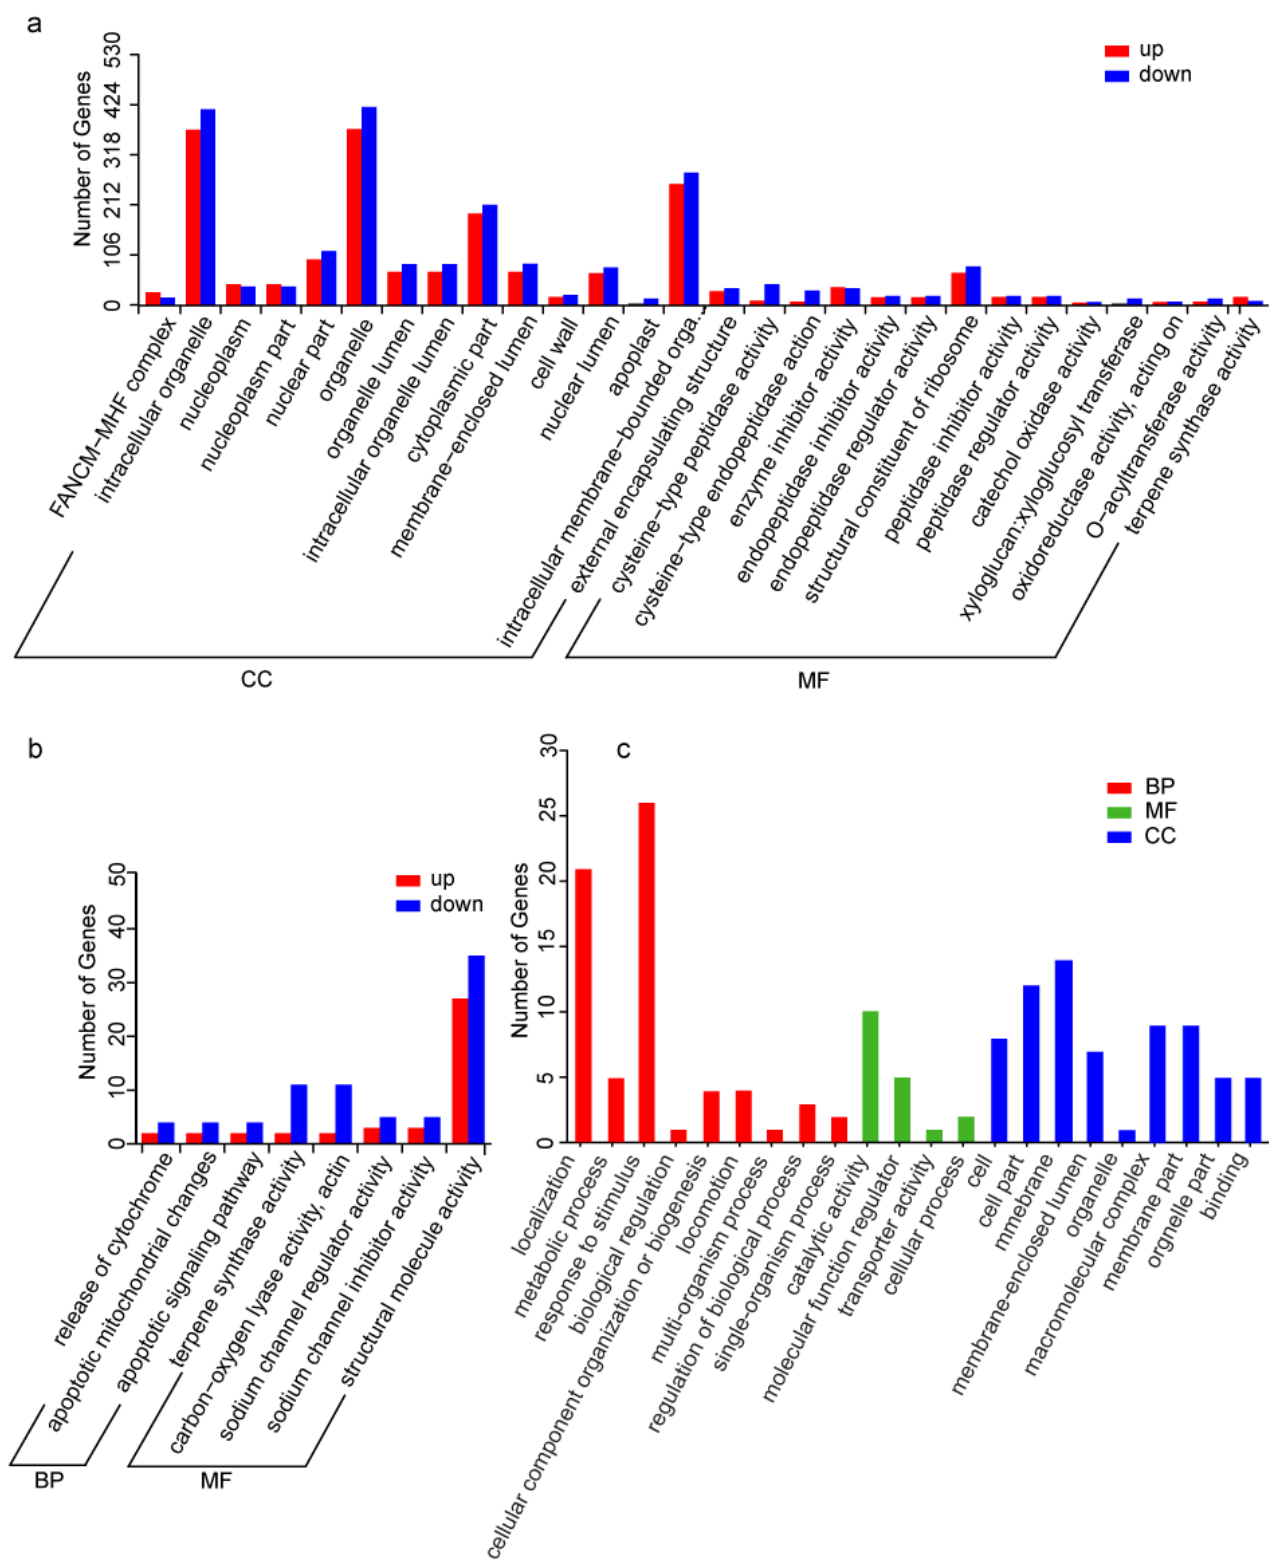 a
Number of Genes
530
424
318
212
106
0
up
down
FANCM−MHF complex
intracellular organelle
nucleoplasm
nucleoplasm part
nuclear part
organelle
organelle lumen
intracellular organelle lumen
cytoplasmic part
membrane−enclosed lumen
cell wall
nuclear lumen
apoplast
intracellular membrane−bounded orga..
external encapsulating structure
cysteine−type peptidase activity
cysteine−type endopeptidase action
enzyme inhibitor activity
endopeptidase inhibitor activity
endopeptidase regulator activity
structural constituent of ribosome
peptidase inhibitor activity
peptidase regulator activity
catechol oxidase activity
xyloglucan:xyloglucosyl transferase
oxidoreductase activity, acting on
O−acyltransferase activity
terpene synthase activity
CC
MF
b
Number of Genes
50
40
30
20
10
0
up
down
release of cytochrome
apoptotic mitochondrial changes
apoptotic signaling pathway
terpene synthase activity
carbon−oxygen lyase activity, actin
sodium channel regulator activity
sodium channel inhibitor activity
structural molecule activity
BP
MF
c
Number of Genes
30
25
20
15
10
5
0
BP
MF
CC
localization
metabolic process
response to stimulus
biological regulation
cellular component organization or biogenesis
locomotion
multi-organism process
regulation of biological process
single-organism process
catalytic activity
molecular function regulator
transporter activity
cellular process
cell
cell part
mmebrane
membrane-enclosed lumen
organelle
macromolecular complex
membrane part
orgnelle part
binding